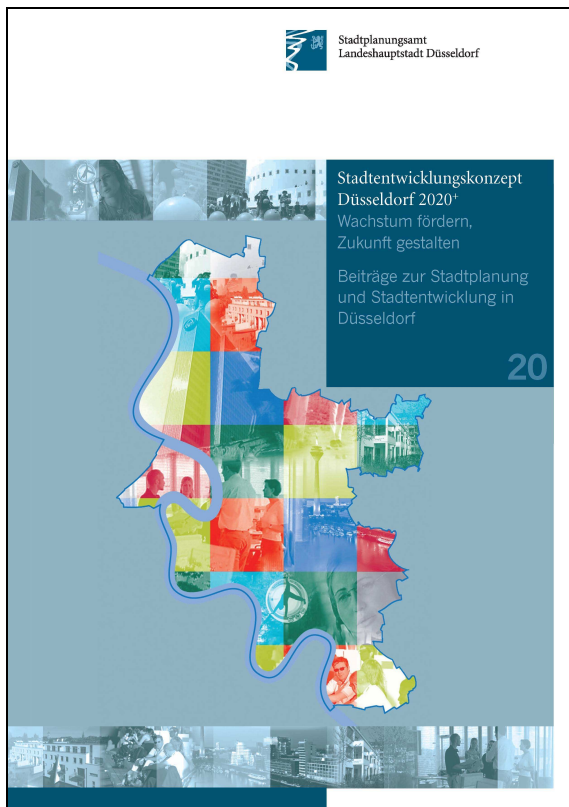 Stadtplanungsamt
Landeshauptstadt Düsseldorf
Stadtentwicklungskonzept
Düsseldorf 2020⁺
Wachstum fördern,
Zukunft gestalten
Beiträge zur Stadtplanung
und Stadtentwicklung in
Düsseldorf
20